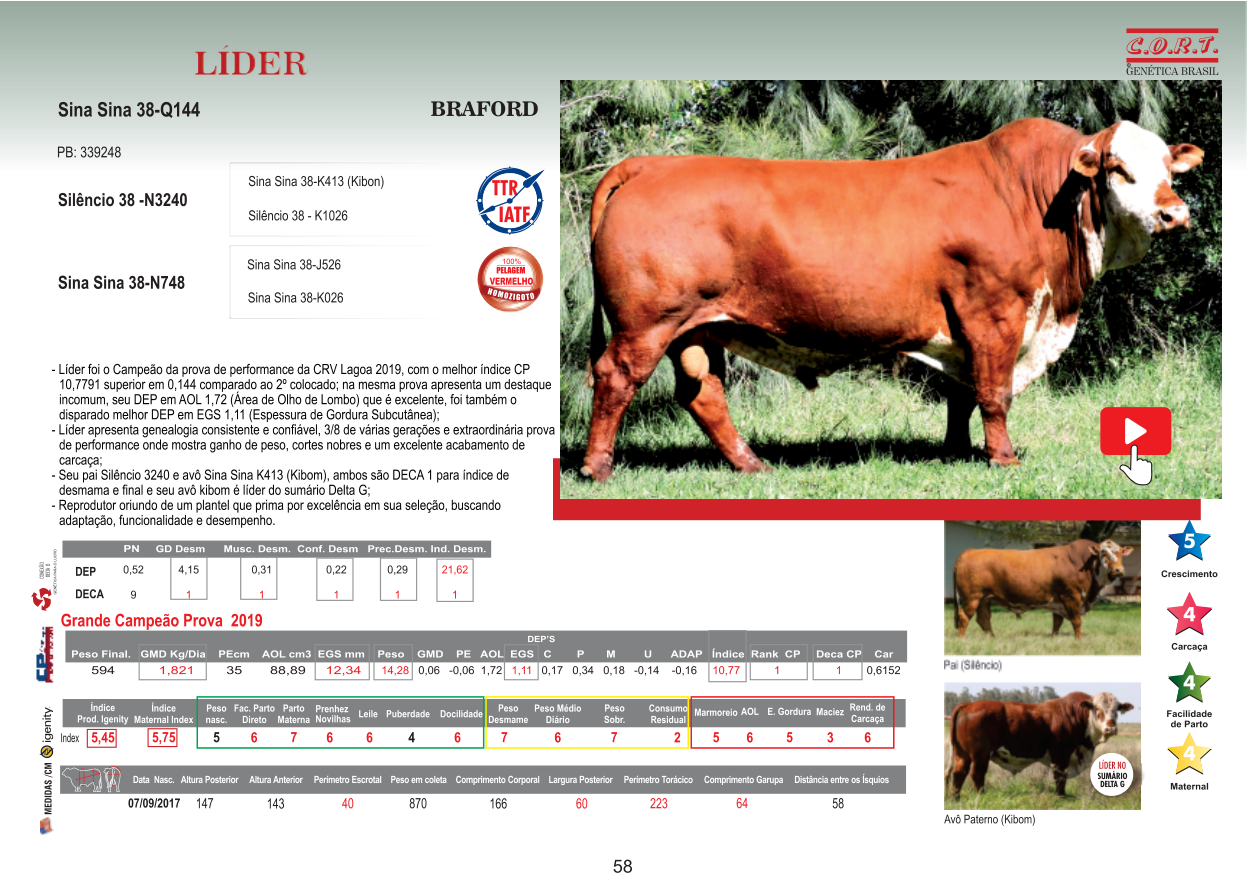 LÍDER
C.O.R.T.
GENÉTICA BRASIL
Sina Sina 38-Q144
BRAFORD
PB: 339248
Silêncio 38 -N3240
Sina Sina 38-K413 (Kibon)
Silêncio 38 - K1026
TTR
IATF
Sina Sina 38-N748
Sina Sina 38-J526
Sina Sina 38-K026
100%
PELAGEM
VERMELHO
HOMOZIGOTO
- Líder foi o Campeão da prova de performance da CRV Lagoa 2019, com o melhor índice CP
10,7791 superior em 0,144 comparado ao 2º colocado; na mesma prova apresenta um destaque
incomum, seu DEP em AOL 1,72 (Área de Olho de Lombo) que é excelente, foi também o
disparado melhor DEP em EGS 1,11 (Espessura de Gordura Subcutânea);
- Líder apresenta genealogia consistente e confiável, 3/8 de várias gerações e extraordinária prova
de performance onde mostra ganho de peso, cortes nobres e um excelente acabamento de
carcaça;
- Seu pai Silêncio 3240 e avô Sina Sina K413 (Kibom), ambos são DECA 1 para índice de
desmama e final e seu avô kibom é líder do sumário Delta G;
- Reprodutor oriundo de um plantel que prima por excelência em sua seleção, buscando
adaptação, funcionalidade e desempenho.
PN GD Desm Musc. Desm. Conf. Desm Prec.Desm. Ind. Desm.
DEP 0,52 4,15 0,31 0,22 0,29 21,62
DECA 9 1 1 1 1 1
Grande Campeão Prova 2019
DEP'S
Peso Final. GMD Kg/Dia PEcm AOL cm3 EGS mm Peso GMD PE AOL EGS C P M U ADAP Índice Rank CP Deca CP Car
594 1,821 35 88,89 12,34 14,28 0,06 -0,06 1,72 1,11 0,17 0,34 0,18 -0,14 -0,16 10,77 1 1 0,6152
Índice Prod. Igenity Índice Maternal Index Peso nasc. Fac. Parto Direto Parto Materna Prenhez Novilhas Leile Puberdade Docilidade Peso Desmame Peso Médio Diário Peso Sobr. Consumo Residual Marmoreio AOL E. Gordura Maciez Rend. de Carcaça
Index 5,45 5,75 5 6 7 6 6 4 6 7 6 7 2 5 6 5 3 6
igenity
MEDIDAS /CM
Data Nasc. Altura Posterior Altura Anterior Perímetro Escrotal Peso em coleta Comprimento Corporal Largura Posterior Perímetro Torácico Comprimento Garupa Distância entre os Ísquios
07/09/2017 147 143 40 870 166 60 223 64 58
Pai (Silêncio)
LÍDER NO
SUMÁRIO
DELTA G
Avô Paterno (Kibom)
5
Crescimento
4
Carcaça
4
Facilidade
de Parto
4
Maternal
58